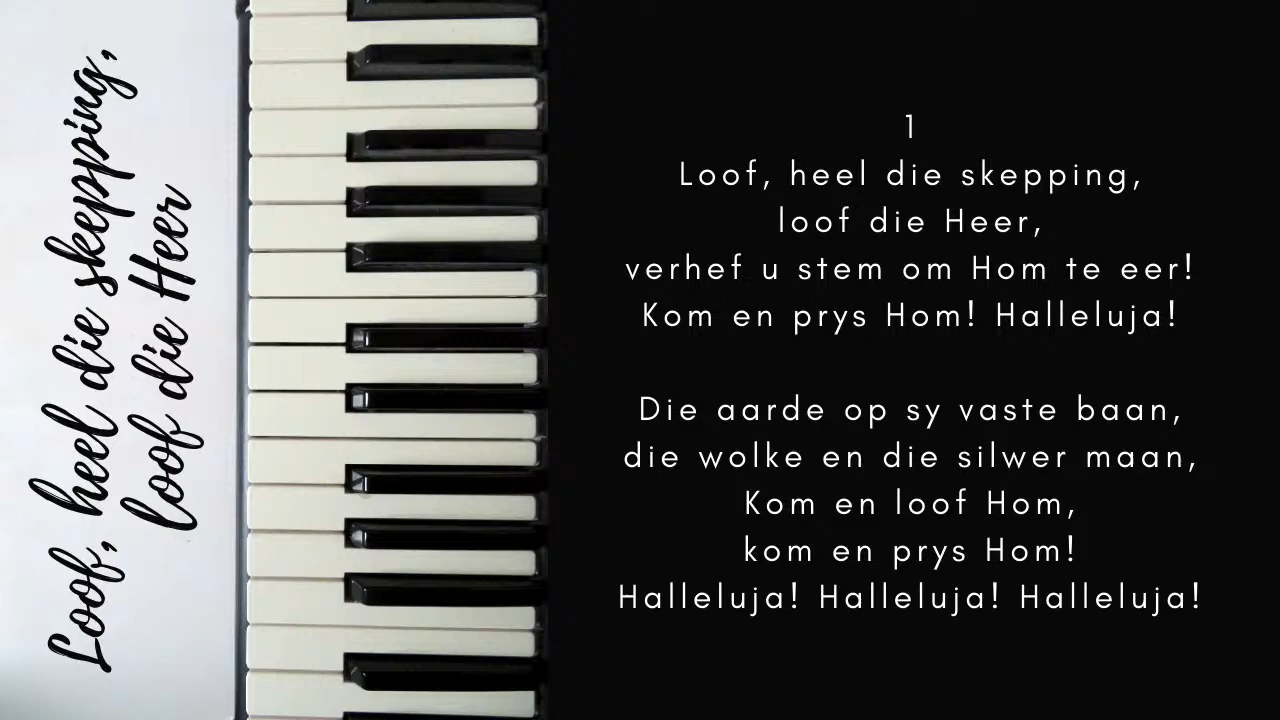 Loof, heel die skepping,
loof die Heer
1
Loof, heel die skepping,
loof die Heer,
verhef u stem om Hom te eer!
Kom en prys Hom! Halleluja!
Die aarde op sy vaste baan,
die wolke en die silwer maan,
Kom en loof Hom,
kom en prys Hom!
Halleluja! Halleluja! Halleluja!